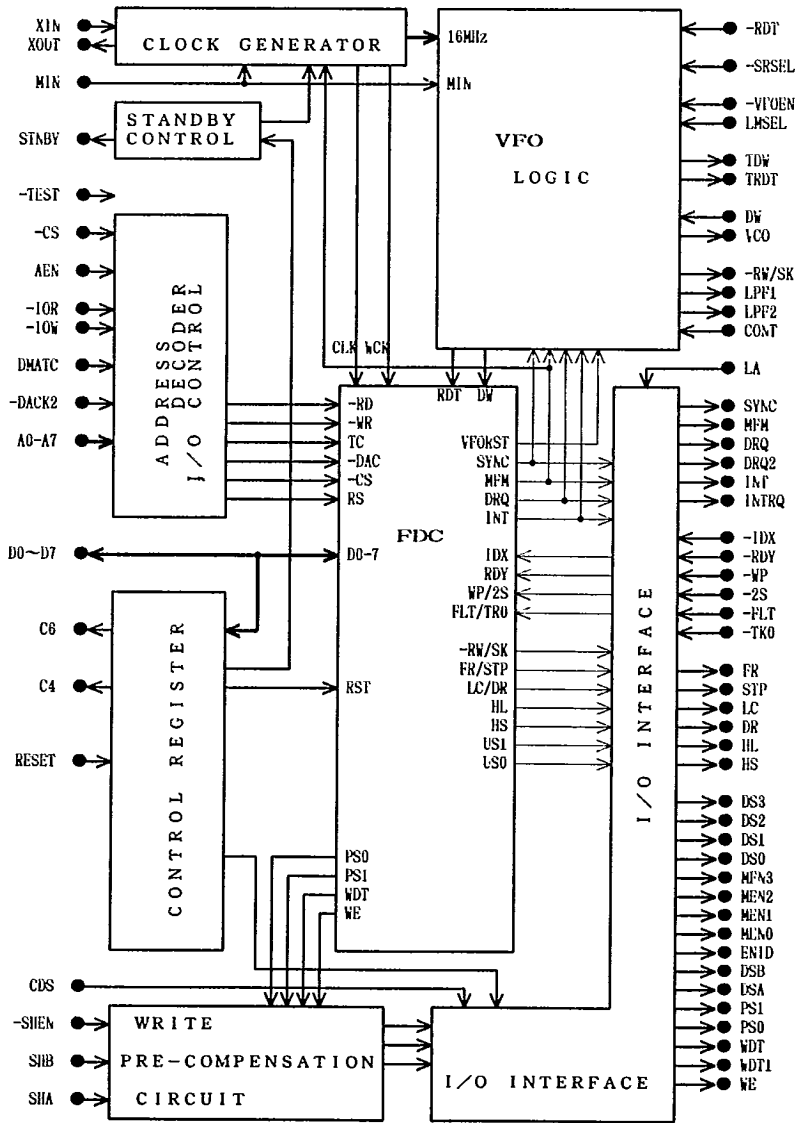 XIN
XOUT
MIN
STNBY
-TEST
-CS
AEN
-IOR
-IOW
DMATC
-DACK2
A0-A7
D0~D7
C6
C4
RESET
CDS
-SHEN
SHB
SHA
CLOCK GENERATOR
STANDBY
CONTROL
ADDRESS
DECODER
I/O CONTROL
CONTROL REGISTER
WRITE
PRE-COMPENSATION
CIRCUIT
16MHz
MIN
VFO
LOGIC
CLK WCK
RDT DW
-RD
-WR
TC
-DAC
-CS
RS
D0-7
RST
PS0
PS1
WDT
WE
FDC
VFORST
SYNC
MFM
DRQ
INT
IDX
RDY
WP/2S
FLT/TR0
-RW/SK
FR/STP
LC/DR
HL
HS
US1
US0
I/O INTERFACE
I/O INTERFACE
-RDT
-SRSEL
-VFOEN
LMSEL
TDW
TRDT
DW
VCO
-RW/SK
LPF1
LPF2
CONT
LA
SYNC
MFM
DRQ
DRQ2
INT
INTRQ
-IDX
-RDY
-WP
-2S
-FLT
-TK0
FR
STP
LC
DR
HL
HS
DS3
DS2
DS1
DS0
MEN3
MEN2
MEN1
MEN0
ENID
DSB
DSA
PS1
PS0
WDT
WDT1
WE